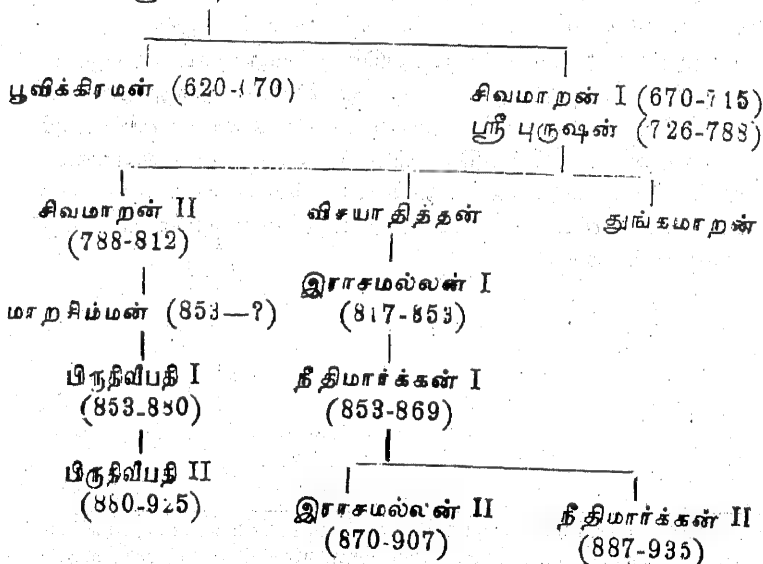 பூவிக்கிரமன் (620-670)
சிவமாறன் I (670-715)
ஸ்ரீ புருஷன் (726-788)
சிவமாறன் II
(788-812)
விசயாதித்தன்
துங்கமாறன்
மாறசிம்மன் (853—?)
இராசமல்லன் I
(817-853)
பிருதிவீபதி I
(853-880)
நீதிமார்க்கன் I
(853-869)
பிருதிவீபதி II
(880-925)
இராசமல்லன் II
(870-907)
நீதிமார்க்கன் II
(887-935)